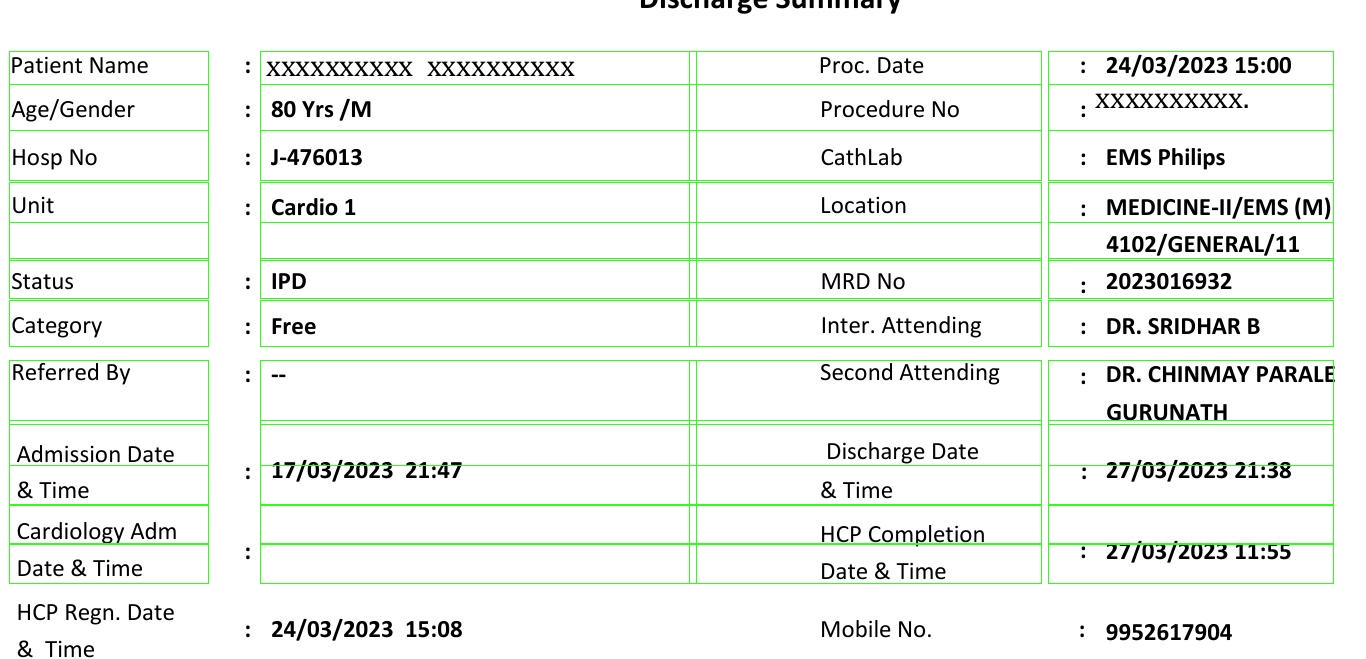 Discharge Summary
Patient Name : XXXXXXXXXX XXXXXXXXXX Proc. Date : 24/03/2023 15:00
Age/Gender : 80 Yrs /M Procedure No : XXXXXXXXXX.
Hosp No : J-476013 CathLab : EMS Philips
Unit : Cardio 1 Location : MEDICINE-II/EMS (M)
4102/GENERAL/11
Status : IPD MRD No : 2023016932
Category : Free Inter. Attending : DR. SRIDHAR B
Referred By : -- Second Attending : DR. CHINMAY PARALE
GURUNATH
Admission Date : 17/03/2023 21:47 Discharge Date : 27/03/2023 21:38
& Time & Time
Cardiology Adm : HCP Completion : 27/03/2023 11:55
Date & Time Date & Time
HCP Regn. Date : 24/03/2023 15:08 Mobile No. : 9952617904
& Time